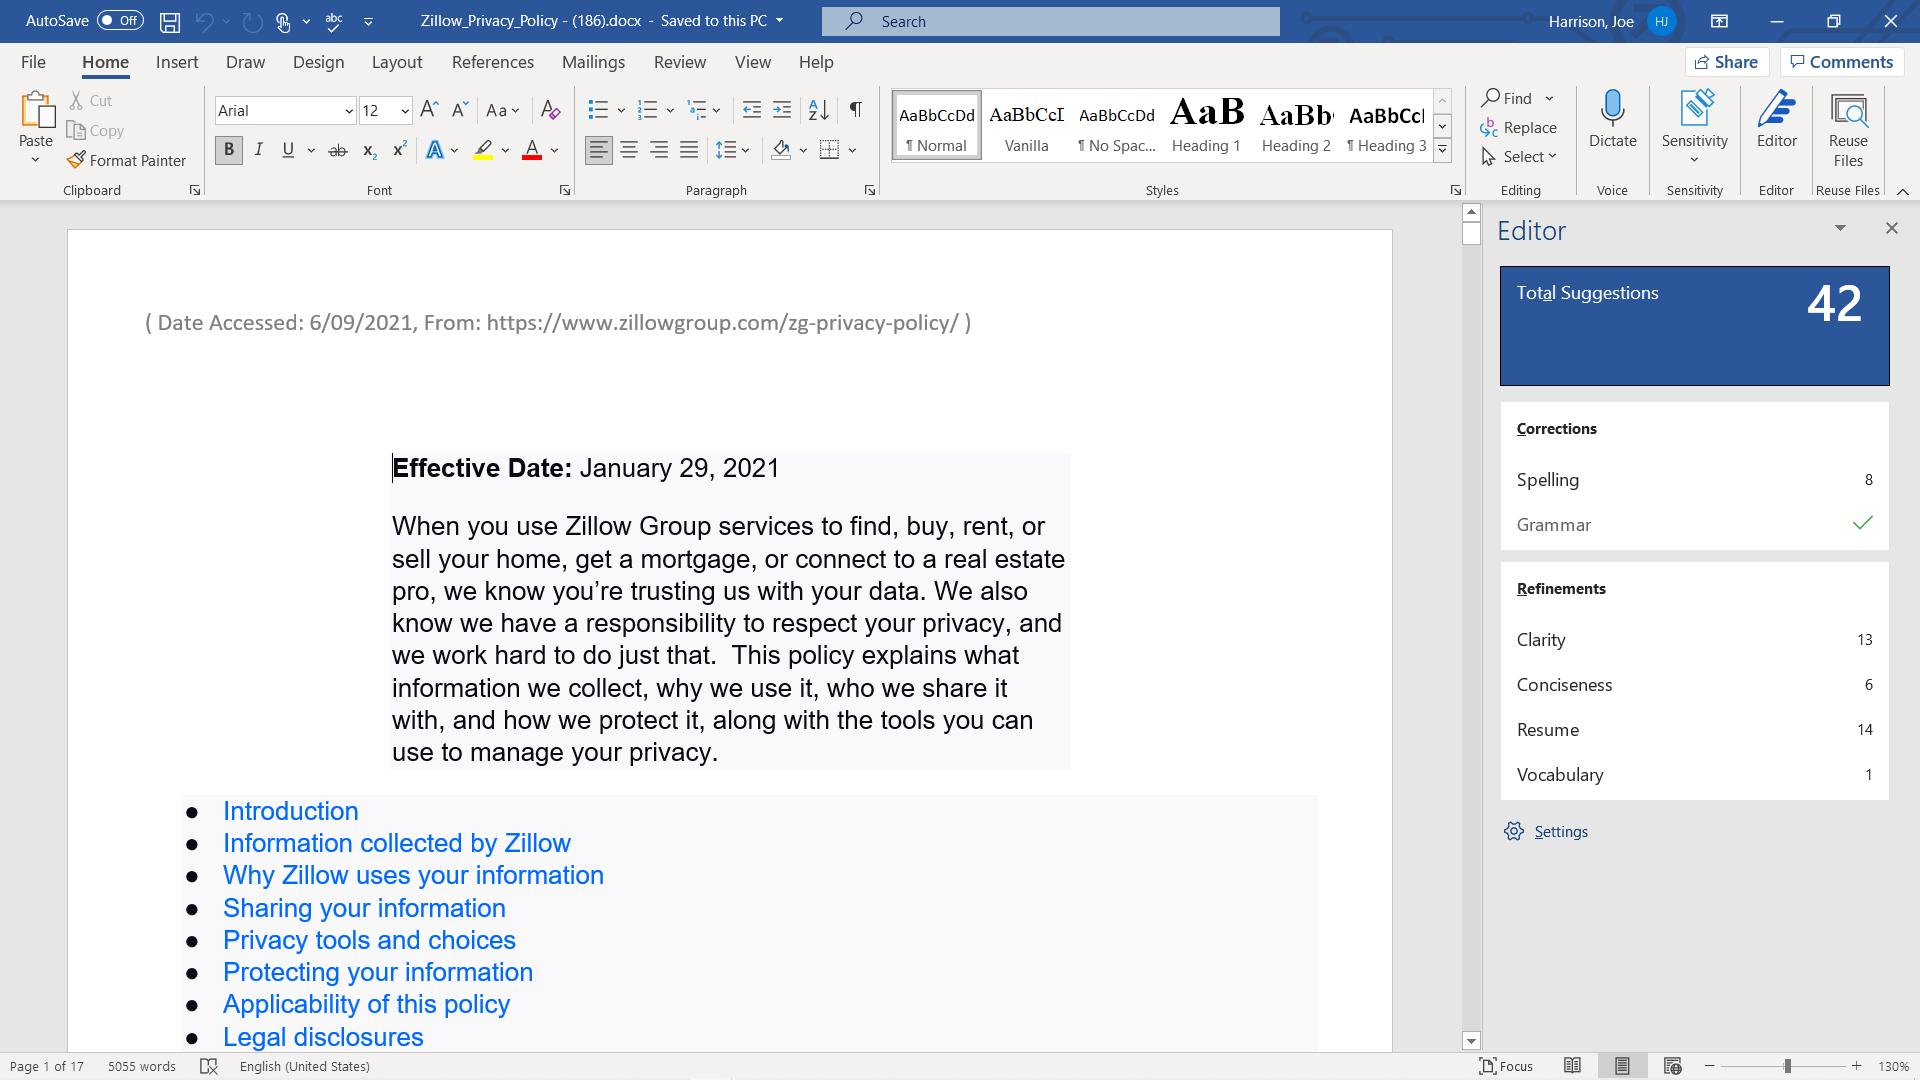 AutoSave Off Zillow_Privacy_Policy - (186).docx - Saved to this PC Search Harrison, Joe HJ
File Home Insert Draw Design Layout References Mailings Review View Help Share Comments
Paste
Cut
Copy
Format Painter
Clipboard
Arial 12
Font
Paragraph
AaBbCcDd AaBbCcI AaBbCcDd AaB AaBb AaBbCc
¶ Normal Vanilla ¶ No Spac... Heading 1 Heading 2 ¶ Heading 3
Styles
Find
Replace
Select
Editing
Dictate
Voice
Sensitivity
Sensitivity
Editor
Editor
Reuse
Files
Reuse Files
( Date Accessed: 6/09/2021, From: https://www.zillowgroup.com/zg-privacy-policy/ )
Effective Date: January 29, 2021
When you use Zillow Group services to find, buy, rent, or
sell your home, get a mortgage, or connect to a real estate
pro, we know you’re trusting us with your data. We also
know we have a responsibility to respect your privacy, and
we work hard to do just that.  This policy explains what
information we collect, why we use it, who we share it
with, and how we protect it, along with the tools you can
use to manage your privacy.
● Introduction
● Information collected by Zillow
● Why Zillow uses your information
● Sharing your information
● Privacy tools and choices
● Protecting your information
● Applicability of this policy
● Legal disclosures
Editor
Total Suggestions 42
Corrections
Spelling 8
Grammar
Refinements
Clarity 13
Conciseness 6
Resume 14
Vocabulary 1
Settings
Page 1 of 17 5055 words English (United States) Focus 130%